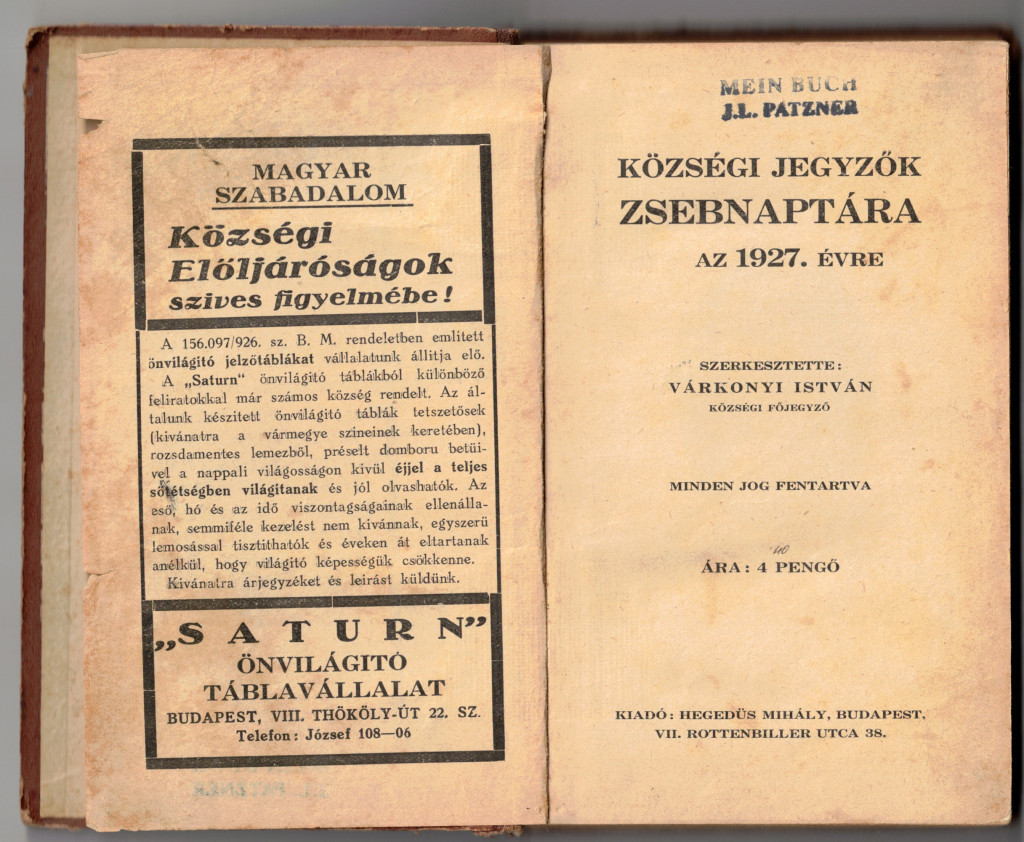 MAGYAR
SZABADALOM
Községi
Elöljáróságok
szives figyelmébe!
A 156.097/926. sz. B. M. rendeletben emlitett
önvilágitó jelzőtáblákat vállalatunk állitja elő.
A „Saturn“ önvilágitó táblákból különböző
feliratokkal már számos község rendelt. Az ál-
talunk készitett önvilágitó táblák tetszetősek
(kivánatra a vármegye szineinek keretében),
rozsdamentes lemezből, préselt domboru betüi-
vel a nappali világosságon kivül éjjel a teljes
sötétségben világitanak és jól olvashatók. Az
eső, hó és az idő viszontagságainak ellenálla-
nak, semmiféle kezelést nem kivánnak, egyszerü
lemosással tisztithatók és éveken át eltartanak
anélkül, hogy világitó képességük csökkenne.
Kivánatra árjegyzéket és leirást küldünk.
„SATURN”
ÖNVILÁGITÓ
TÁBLAVÁLLALAT
BUDAPEST, VIII. THÖKÖLY-ÚT 22. SZ.
Telefon: József 108—06
MEIN BUCH
J.L. PATZNER
KÖZSÉGI JEGYZŐK
ZSEBNAPTÁRA
AZ 1927. ÉVRE
SZERKESZTETTE:
VÁRKONYI ISTVÁN
KÖZSÉGI FŐJEGYZŐ
MINDEN JOG FENTARTVA
ÁRA: 4 PENGŐ
KIADÓ: HEGEDÜS MIHÁLY, BUDAPEST,
VII. ROTTENBILLER UTCA 38.